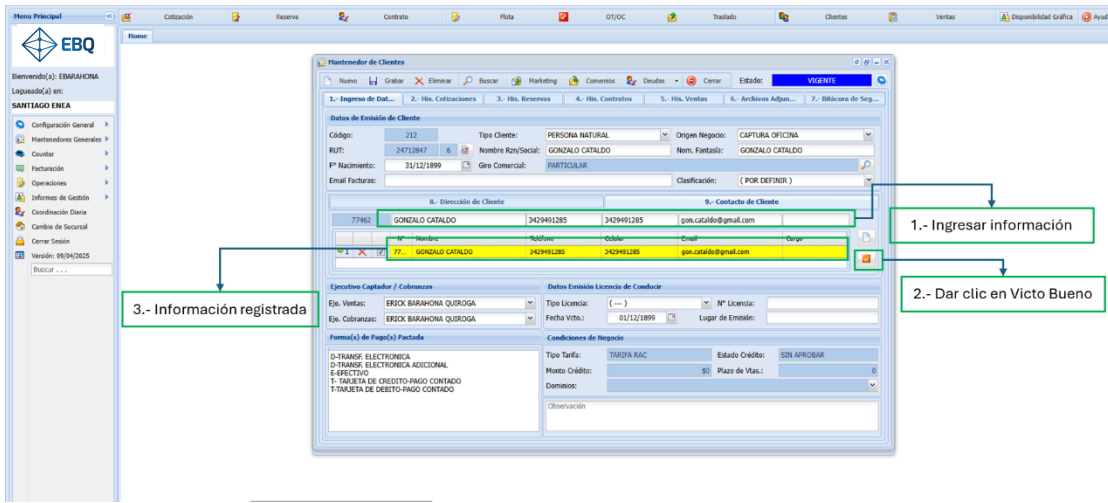 Menu Principal
Cotización
Reserva
Contrato
Flota
OT/OC
Traslado
Clientes
Ventas
Disponibilidad Gráfica
Ayud
Home
EBQ
Bienvenido(a): EBARAHONA
Logueado(a) en:
SANTIAGO ENEA
Configuración General
Mantenedores Generales
Counter
Facturación
Operaciones
Informes de Gestión
Coordinación Diaria
Cambio de Sucursal
Cerrar Sesión
Versión: 09/04/2025
Buscar . . .
Mantenedor de Clientes
Nuevo Grabar Eliminar Buscar Marketing Convenios Deudas Cerrar Estado: VIGENTE
1.- Ingreso de Dat... 2.- His. Cotizaciones 3.- His. Reservas 4.- His. Contratos 5.- His. Ventas 6.- Archivos Adjun... 7.- Bitácora de Seg...
Datos de Emisión de Cliente
Código: 212 Tipo Cliente: PERSONA NATURAL Origen Negocio: CAPTURA OFICINA
RUT: 24712847 6 Nombre Rzn/Social: GONZALO CATALDO Nom. Fantasía: GONZALO CATALDO
F° Nacimiento: 31/12/1899 Giro Comercial: PARTICULAR
Email Facturas: Clasificación: ( POR DEFINIR )
8.- Dirección de Cliente 9.- Contacto de Cliente
77462 GONZALO CATALDO 3429491285 3429491285 gon.cataldo@gmail.com
N° Nombre Teléfono Celular Email Cargo
1 77... GONZALO CATALDO 3429491285 3429491285 gon.cataldo@gmail.com
Ejecutivo Captador / Cobranzas
Eje. Ventas: ERICK BARAHONA QUIROGA
Eje. Cobranzas: ERICK BARAHONA QUIROGA
Datos Emisión Licencia de Conducir
Tipo Licencia: ( --- ) N° Licencia:
Fecha Vcto.: 01/12/1899 Lugar de Emisión:
Forma(s) de Pago(s) Pactada
D-TRANSF. ELECTRONICA
D-TRANSF. ELECTRONICA ADICIONAL
E-EFECTIVO
T- TARJETA DE CREDITO-PAGO CONTADO
T-TARJETA DE DEBITO-PAGO CONTADO
Condiciones de Negocio
Tipo Tarifa: TARIFA RAC Estado Crédito: SIN APROBAR
Monto Crédito: $0 Plazo de Vtas.: 0
Dominios:
Observación
1.- Ingresar información
2.- Dar clic en Victo Bueno
3.- Información registrada